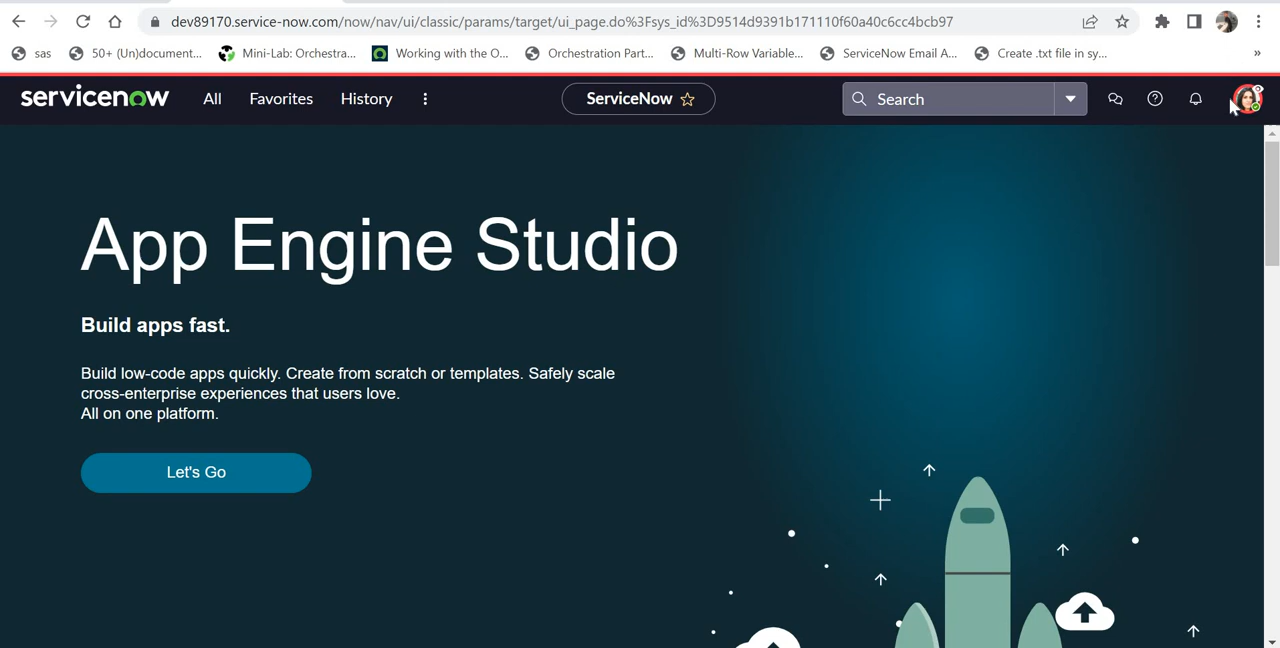 dev89170.service-now.com/now/nav/ui/classic/params/target/ui_page.do%3Fsys_id%3D9514d9391b171110f60a40c6cc4bcb97
sas 50+ (Un)document... Mini-Lab: Orchestra... Working with the O... Orchestration Part... Multi-Row Variable... ServiceNow Email A... Create .txt file in sy... »
servicenow All Favorites History ServiceNow Search
App Engine Studio
Build apps fast.
Build low-code apps quickly. Create from scratch or templates. Safely scale
cross-enterprise experiences that users love.
All on one platform.
Let's Go